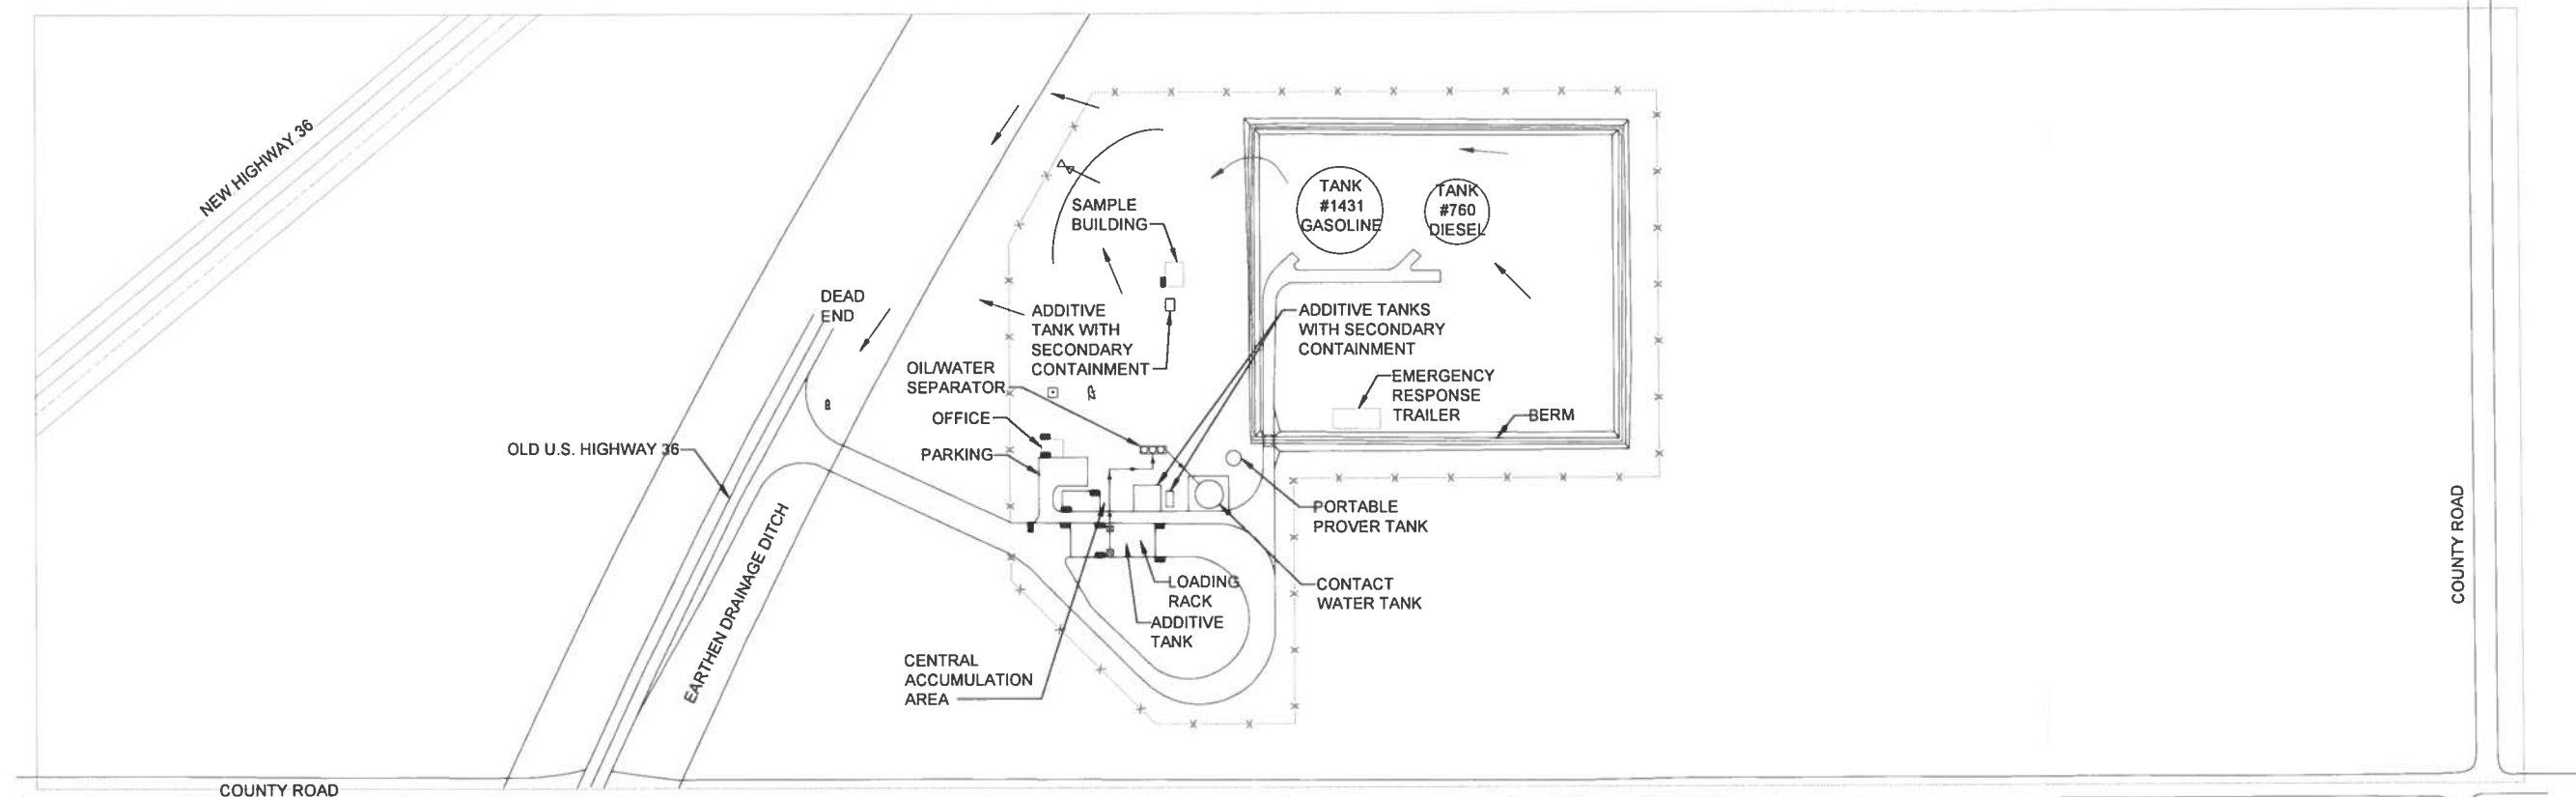 NEW HIGHWAY 36
TANK
#1431
GASOLINE
TANK
#760
DIESEL
SAMPLE
BUILDING
DEAD
END
ADDITIVE
TANK WITH
SECONDARY
CONTAINMENT
ADDITIVE TANKS
WITH SECONDARY
CONTAINMENT
OIL/WATER
SEPARATOR
EMERGENCY
RESPONSE
TRAILER
BERM
OFFICE
OLD U.S. HIGHWAY 36
PARKING
PORTABLE
PROVER TANK
COUNTY ROAD
EARTHEN DRAINAGE DITCH
LOADING
RACK
CONTACT
WATER TANK
ADDITIVE
TANK
CENTRAL
ACCUMULATION
AREA
COUNTY ROAD